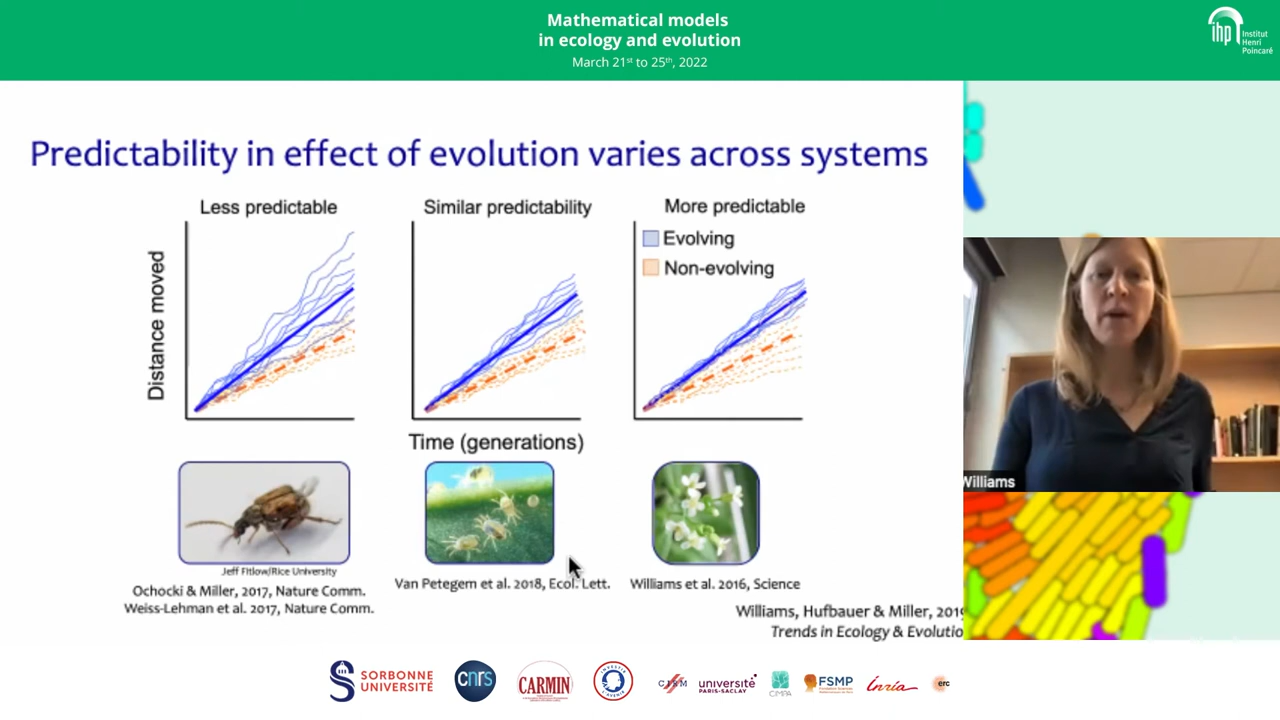 Mathematical models
in ecology and evolution
March 21st to 25th, 2022
ihp Institut
Henri
Poincaré
Predictability in effect of evolution varies across systems
Less predictable
Similar predictability
More predictable
Evolving
Non-evolving
Distance moved
Time (generations)
Jeff Fitlow/Rice University
Ochocki & Miller, 2017, Nature Comm.
Weiss-Lehman et al. 2017, Nature Comm.
Van Petegem et al. 2018, Ecol. Lett.
Williams et al. 2016, Science
Williams, Hufbauer & Miller, 2019
Trends in Ecology & Evolutio
Williams
SORBONNE
UNIVERSITÉ
cnrs
CARMIN
université
PARIS-SACLAY
CIMPA
FSMP
Inria
erc